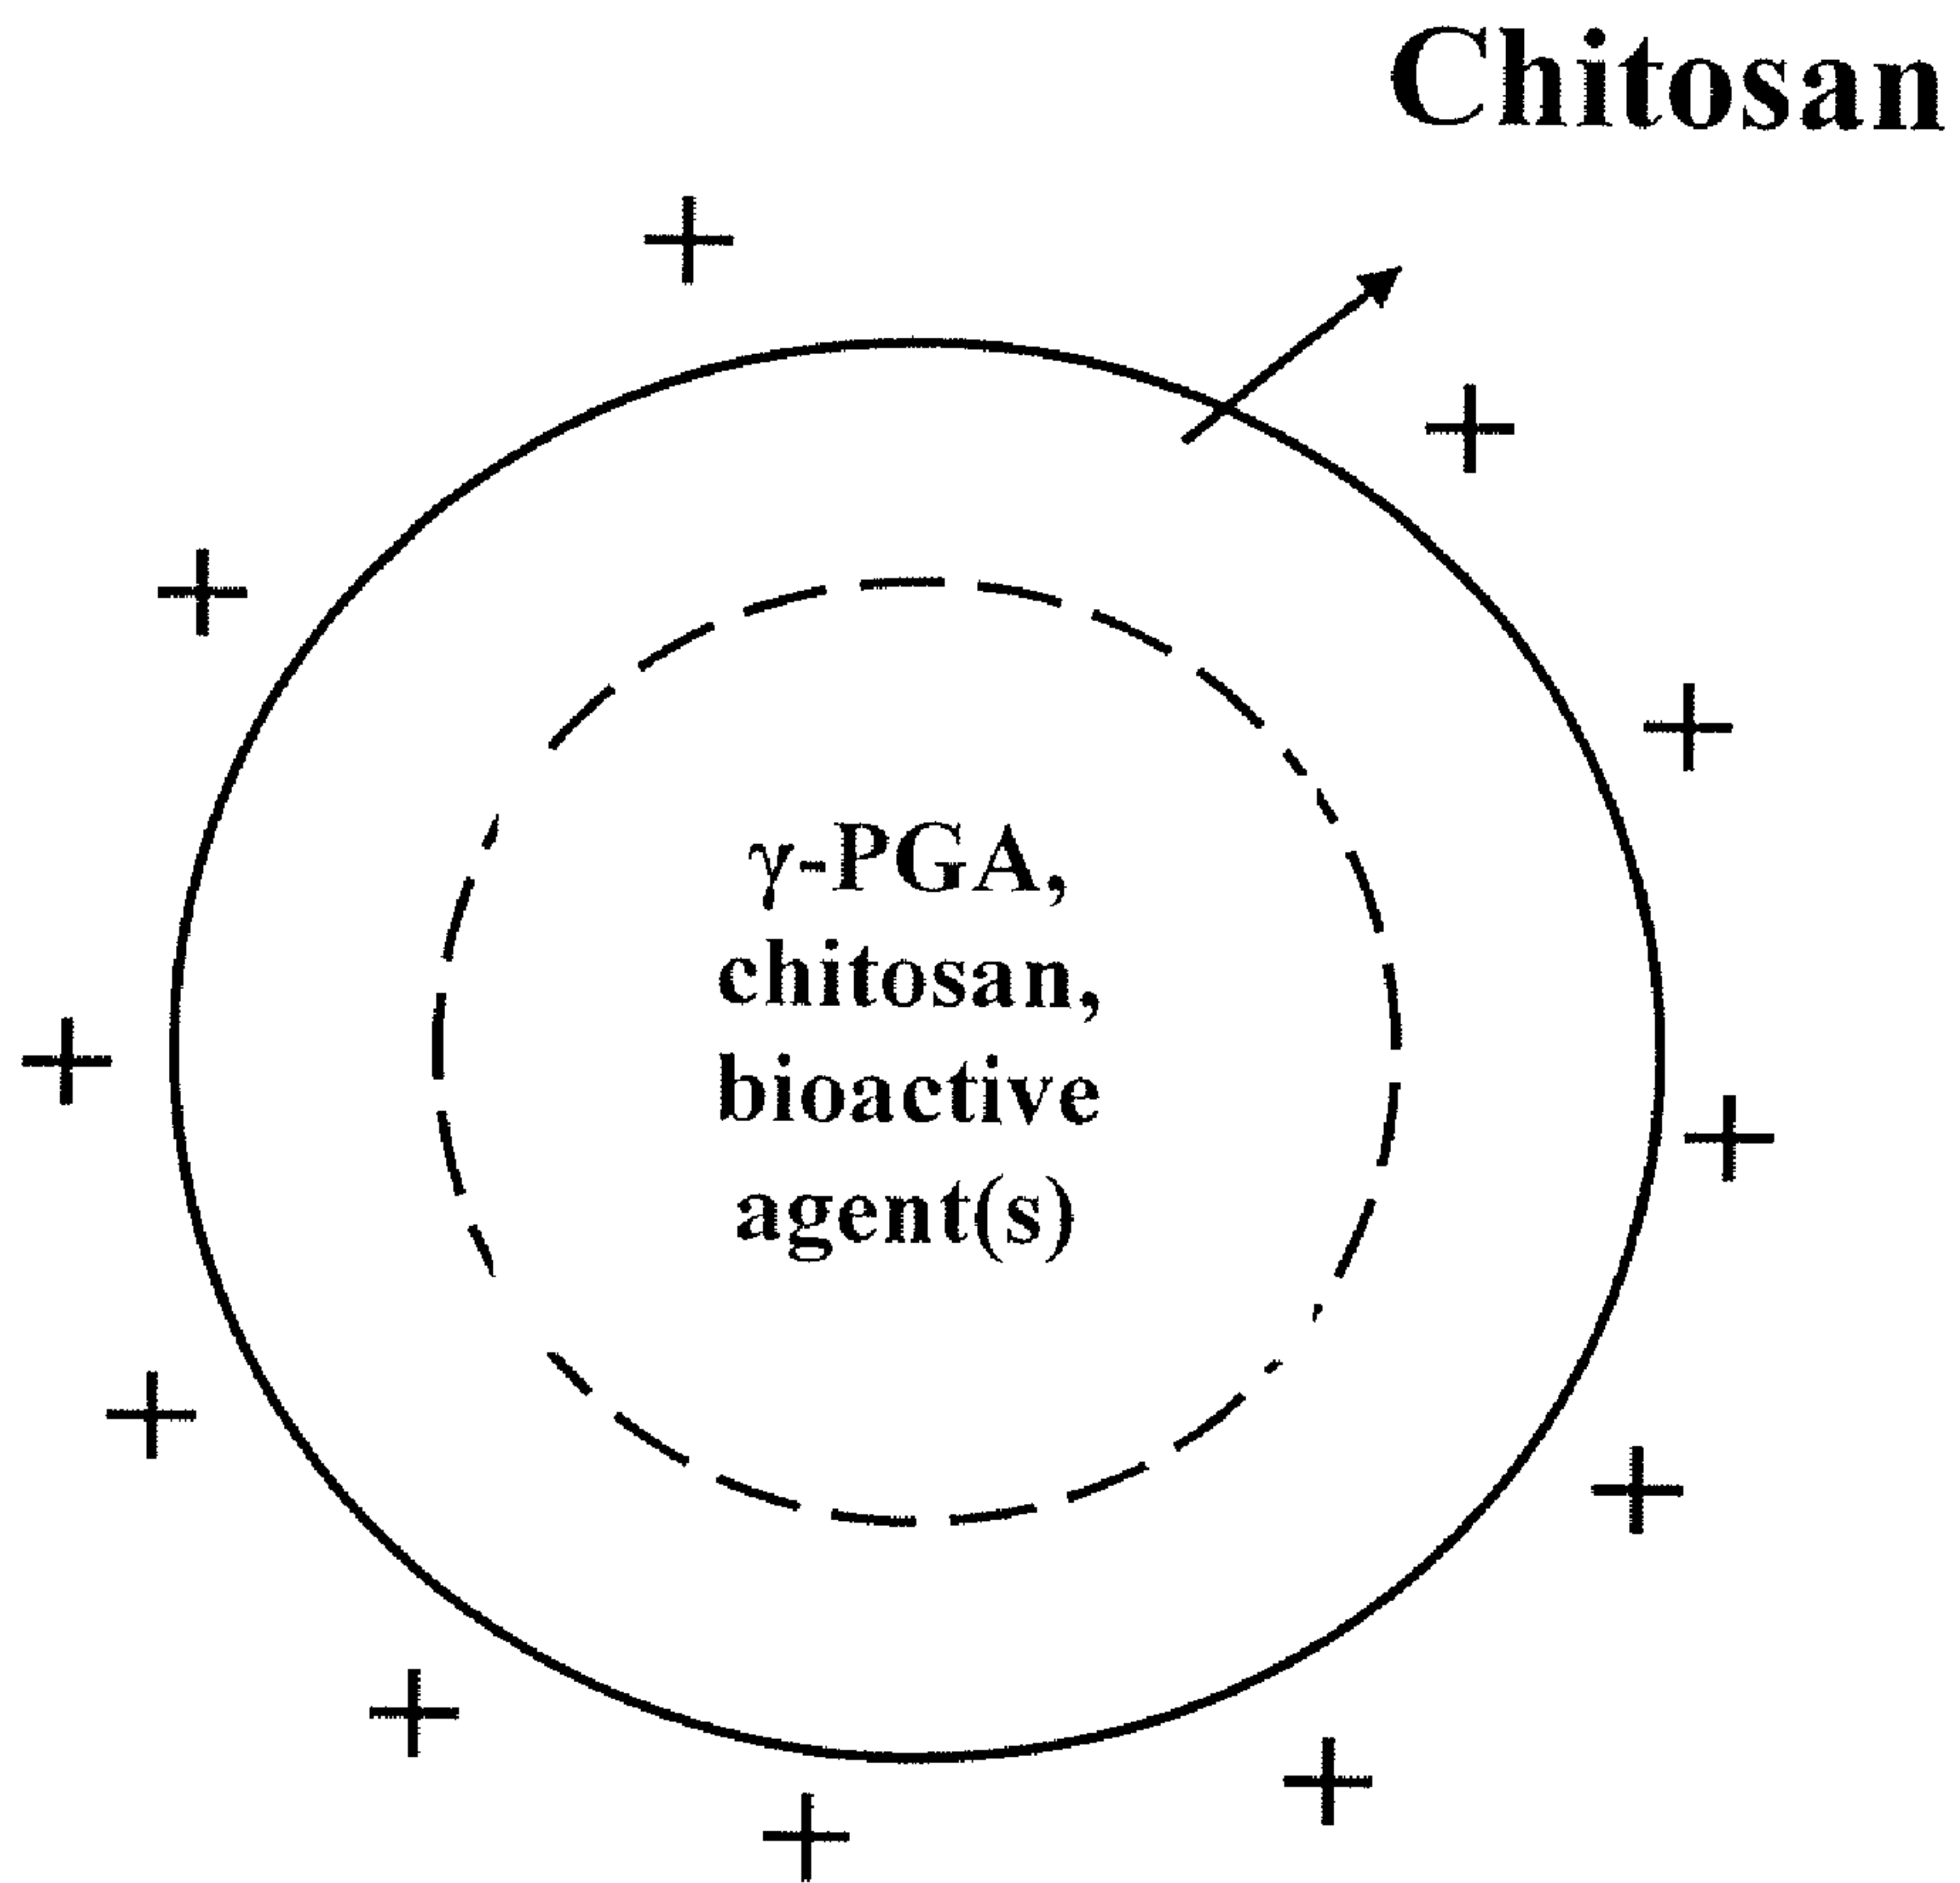 Chitosan
γ-PGA,
chitosan,
bioactive
agent(s)